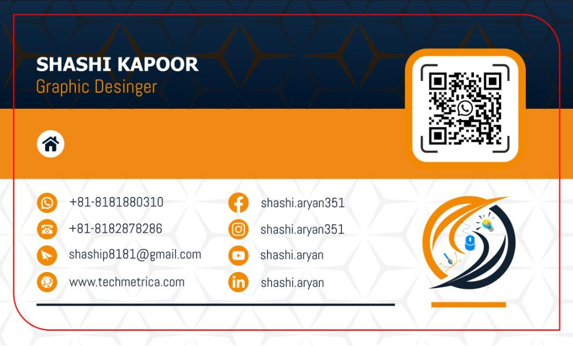 SHASHI KAPOOR
Graphic Desinger
+81-8181880310
+81-8182878286
shaship8181@gmail.com
www.techmetrica.com
shashi.aryan351
shashi.aryan351
shashi.aryan
shashi.aryan